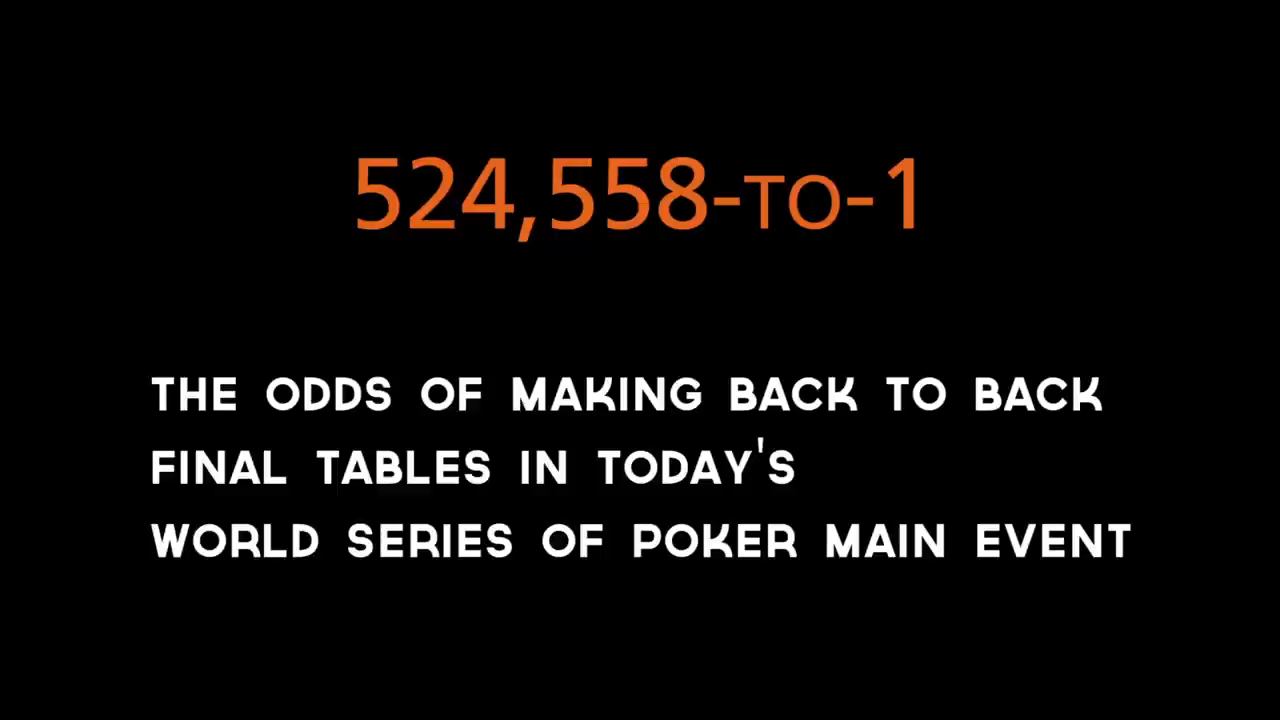 524,558-TO-1
THE ODDS OF MAKING BACK TO BACK
FINAL TABLES IN TODAY'S
WORLD SERIES OF POKER MAIN EVENT